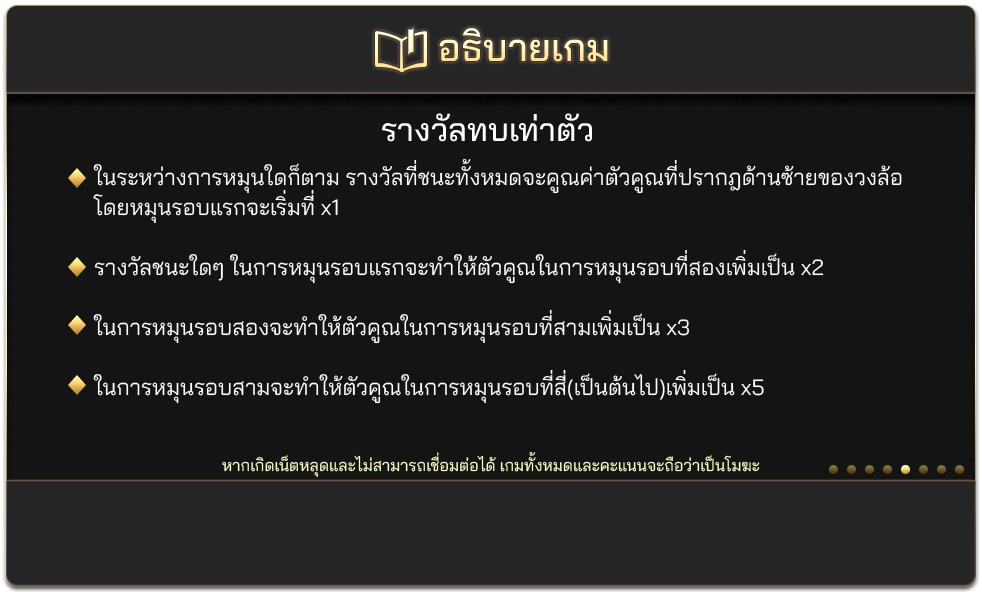 อธิบายเกม
รางวัลทบเท่าตัว
ในระหว่างการหมุนใดก็ตาม รางวัลที่ชนะทั้งหมดจะคูณค่าตัวคูณที่ปรากฎด้านซ้ายของวงล้อ
โดยหมุนรอบแรกจะเริ่มที่ x1
รางวัลชนะใดๆ ในการหมุนรอบแรกจะทำให้ตัวคูณในการหมุนรอบที่สองเพิ่มเป็น x2
ในการหมุนรอบสองจะทำให้ตัวคูณในการหมุนรอบที่สามเพิ่มเป็น x3
ในการหมุนรอบสามจะทำให้ตัวคูณในการหมุนรอบที่สี่(เป็นต้นไป)เพิ่มเป็น x5
หากเกิดเน็ตหลุดและไม่สามารถเชื่อมต่อได้ เกมทั้งหมดและคะแนนจะถือว่าเป็นโมฆะ